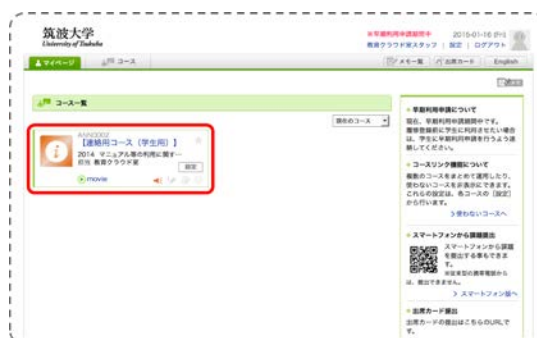 筑波大学
University of Tsukuba
※早期利用申請期間中 2015-01-16 (Fri)
教育クラウド室スタッフ | 設定 | ログアウト
マイページ
コース
メモ一覧
出席カード
English
コース一覧
現在のコース
【連絡用コース（学生用）】
2014 マニュアル等の利用に関す…
担当 教育クラウド室
設定
movie
早期利用申請について
現在、早期利用申請期間中です。
履修登録前に学生に利用させたい場合
は、学生に早期利用申請を行うよう連
絡してください。
コースリンク機能について
複数のコースをまとめて運用したり、
使わないコースを非表示にできます。
これらの設定は、各コースの［設定］
から行います。
使わないコースへ
スマートフォンから課題提出
スマートフォンから課題
を提出する事もできま
す。
※従来型の携帯電話から
は、提出できません。
スマートフォン版へ
出席カード提出
出席カードの提出はこちらのURLで
す。